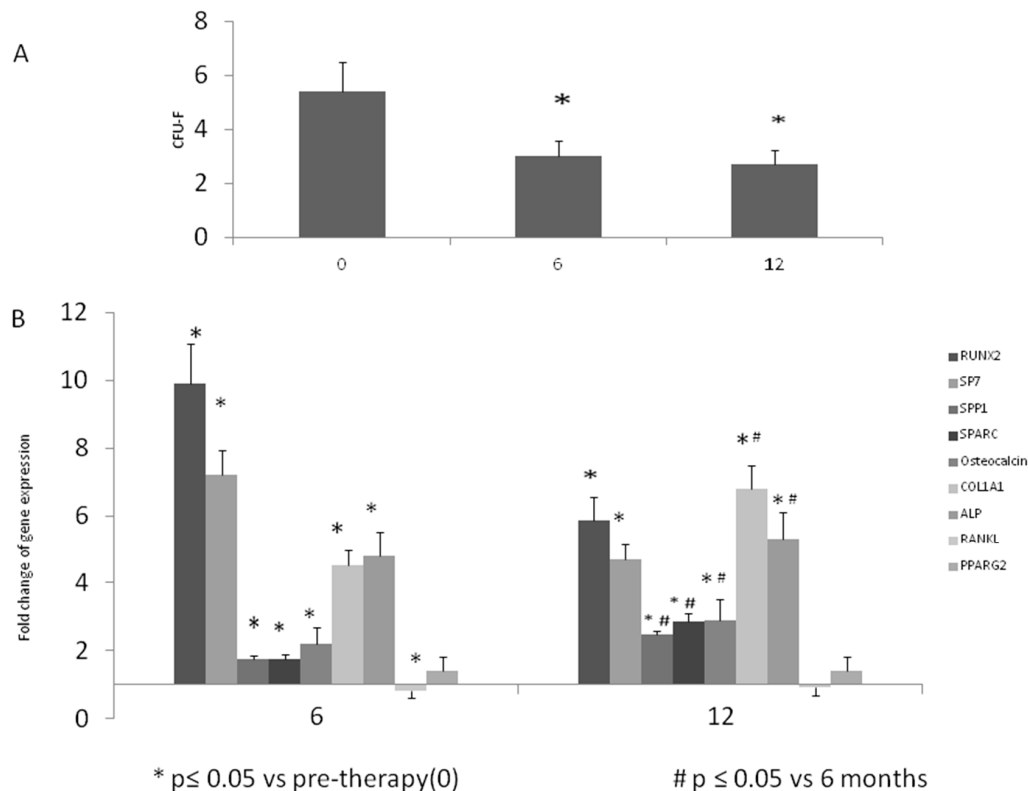 A
8
6
4
2
0
CFU-F
*
*
0
6
12
B
12
10
8
6
4
2
0
Fold change of gene expression
*
*
*
*
*
*
*
*
*
*
* #
* #
* #
* #
* #
6
12
RUNX2
SP7
SPP1
SPARC
Osteocalcin
COL1A1
ALP
RANKL
PPARG2
* p≤ 0.05 vs pre-therapy(0)
# p ≤ 0.05 vs 6 months